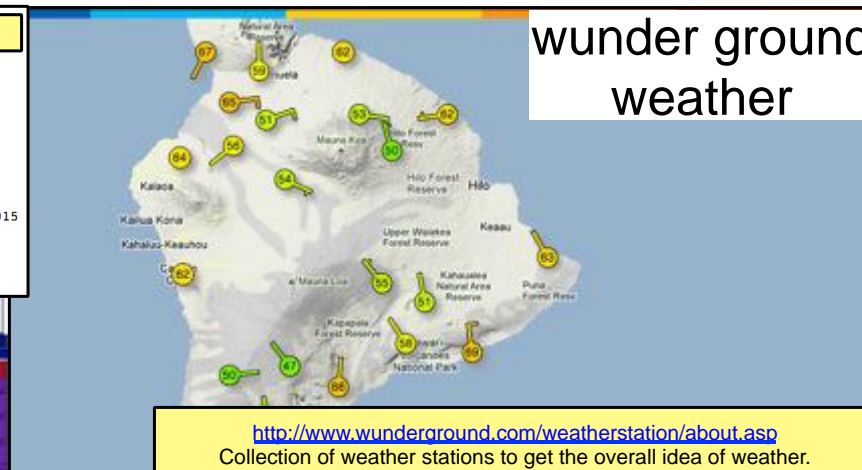 wunder ground
weather
Natural Area
Reserve
67
62
59
65
51
53
62
Mauna Kea
50
56
64
54
Hilo Forest
Reserve
Hilo
Kalaoa
015
Kailua Kona
Upper Waiakea
Forest Reserve
Keaau
Kahaluu-Keauhou
63
62
Mauna Loa
55
Kahaualea
Natural Area
Reserve
51
Puna
Forest Resu
Kapapala
Forest Reserve
58
69
National Park
47
50
66
http://www.wunderground.com/weatherstation/about.asp
Collection of weather stations to get the overall idea of weather.